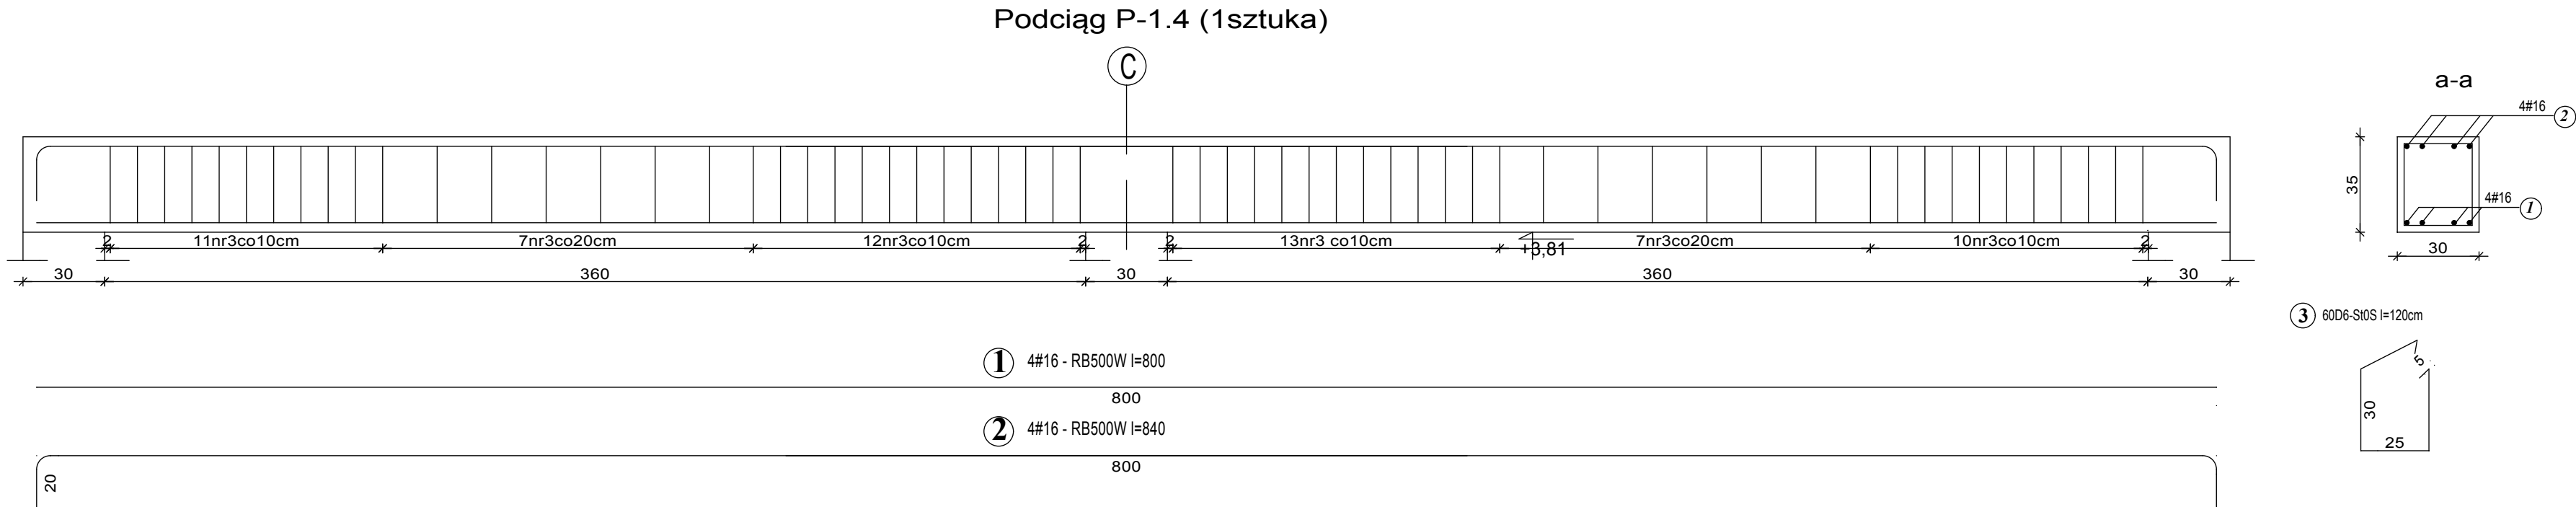 Podciąg P-1.4 (1sztuka)
C
a-a
4#16
2
35
4#16
1
30
2
11nr3co10cm
7nr3co20cm
12nr3co10cm
2
2
13nr3 co10cm
+3,81
7nr3co20cm
10nr3co10cm
2
30
360
30
360
30
3 60D6-St0S l=120cm
5
30
25
1 4#16 - RB500W l=800
800
2 4#16 - RB500W l=840
800
20